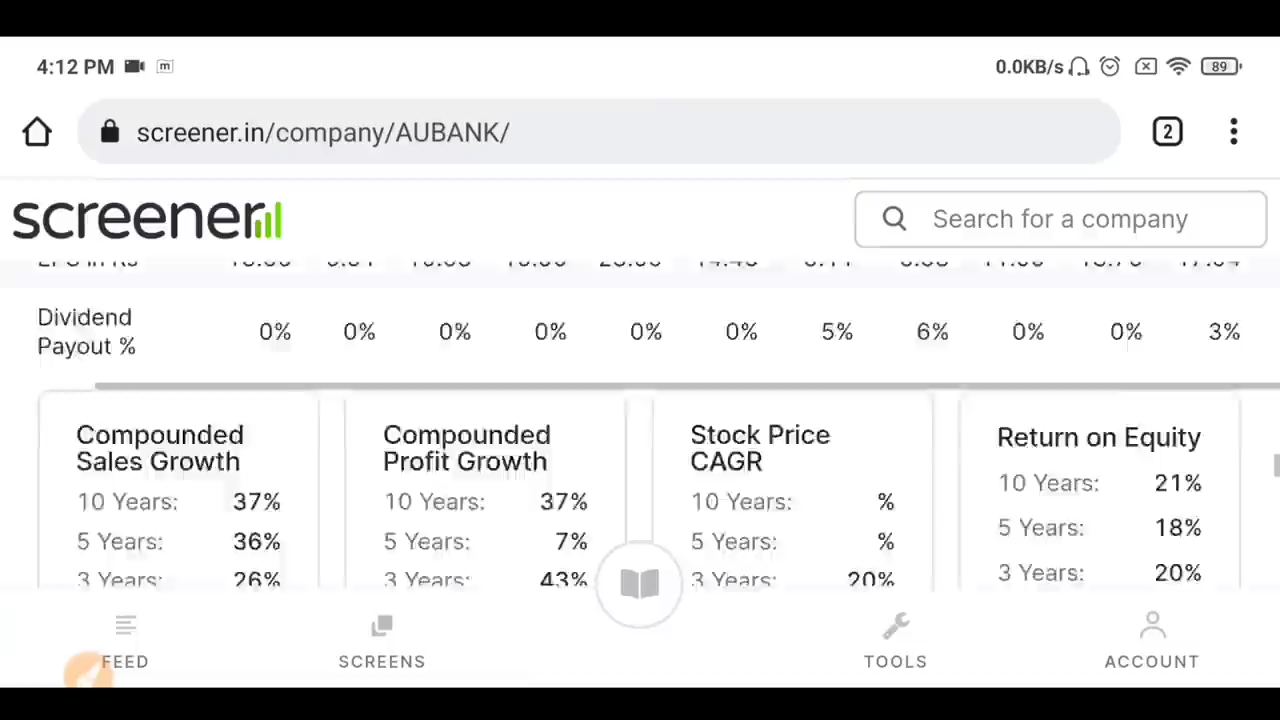 4:12 PM m 0.0KB/s 89
screener.in/company/AUBANK/ 2
screener Search for a company
Dividend
Payout % 0% 0% 0% 0% 0% 0% 5% 6% 0% 0% 3%
Compounded
Sales Growth
10 Years: 37%
5 Years: 36%
3 Years: 26%
Compounded
Profit Growth
10 Years: 37%
5 Years: 7%
3 Years: 43%
Stock Price
CAGR
10 Years: %
5 Years: %
3 Years: 20%
Return on Equity
10 Years: 21%
5 Years: 18%
3 Years: 20%
FEED SCREENS TOOLS ACCOUNT